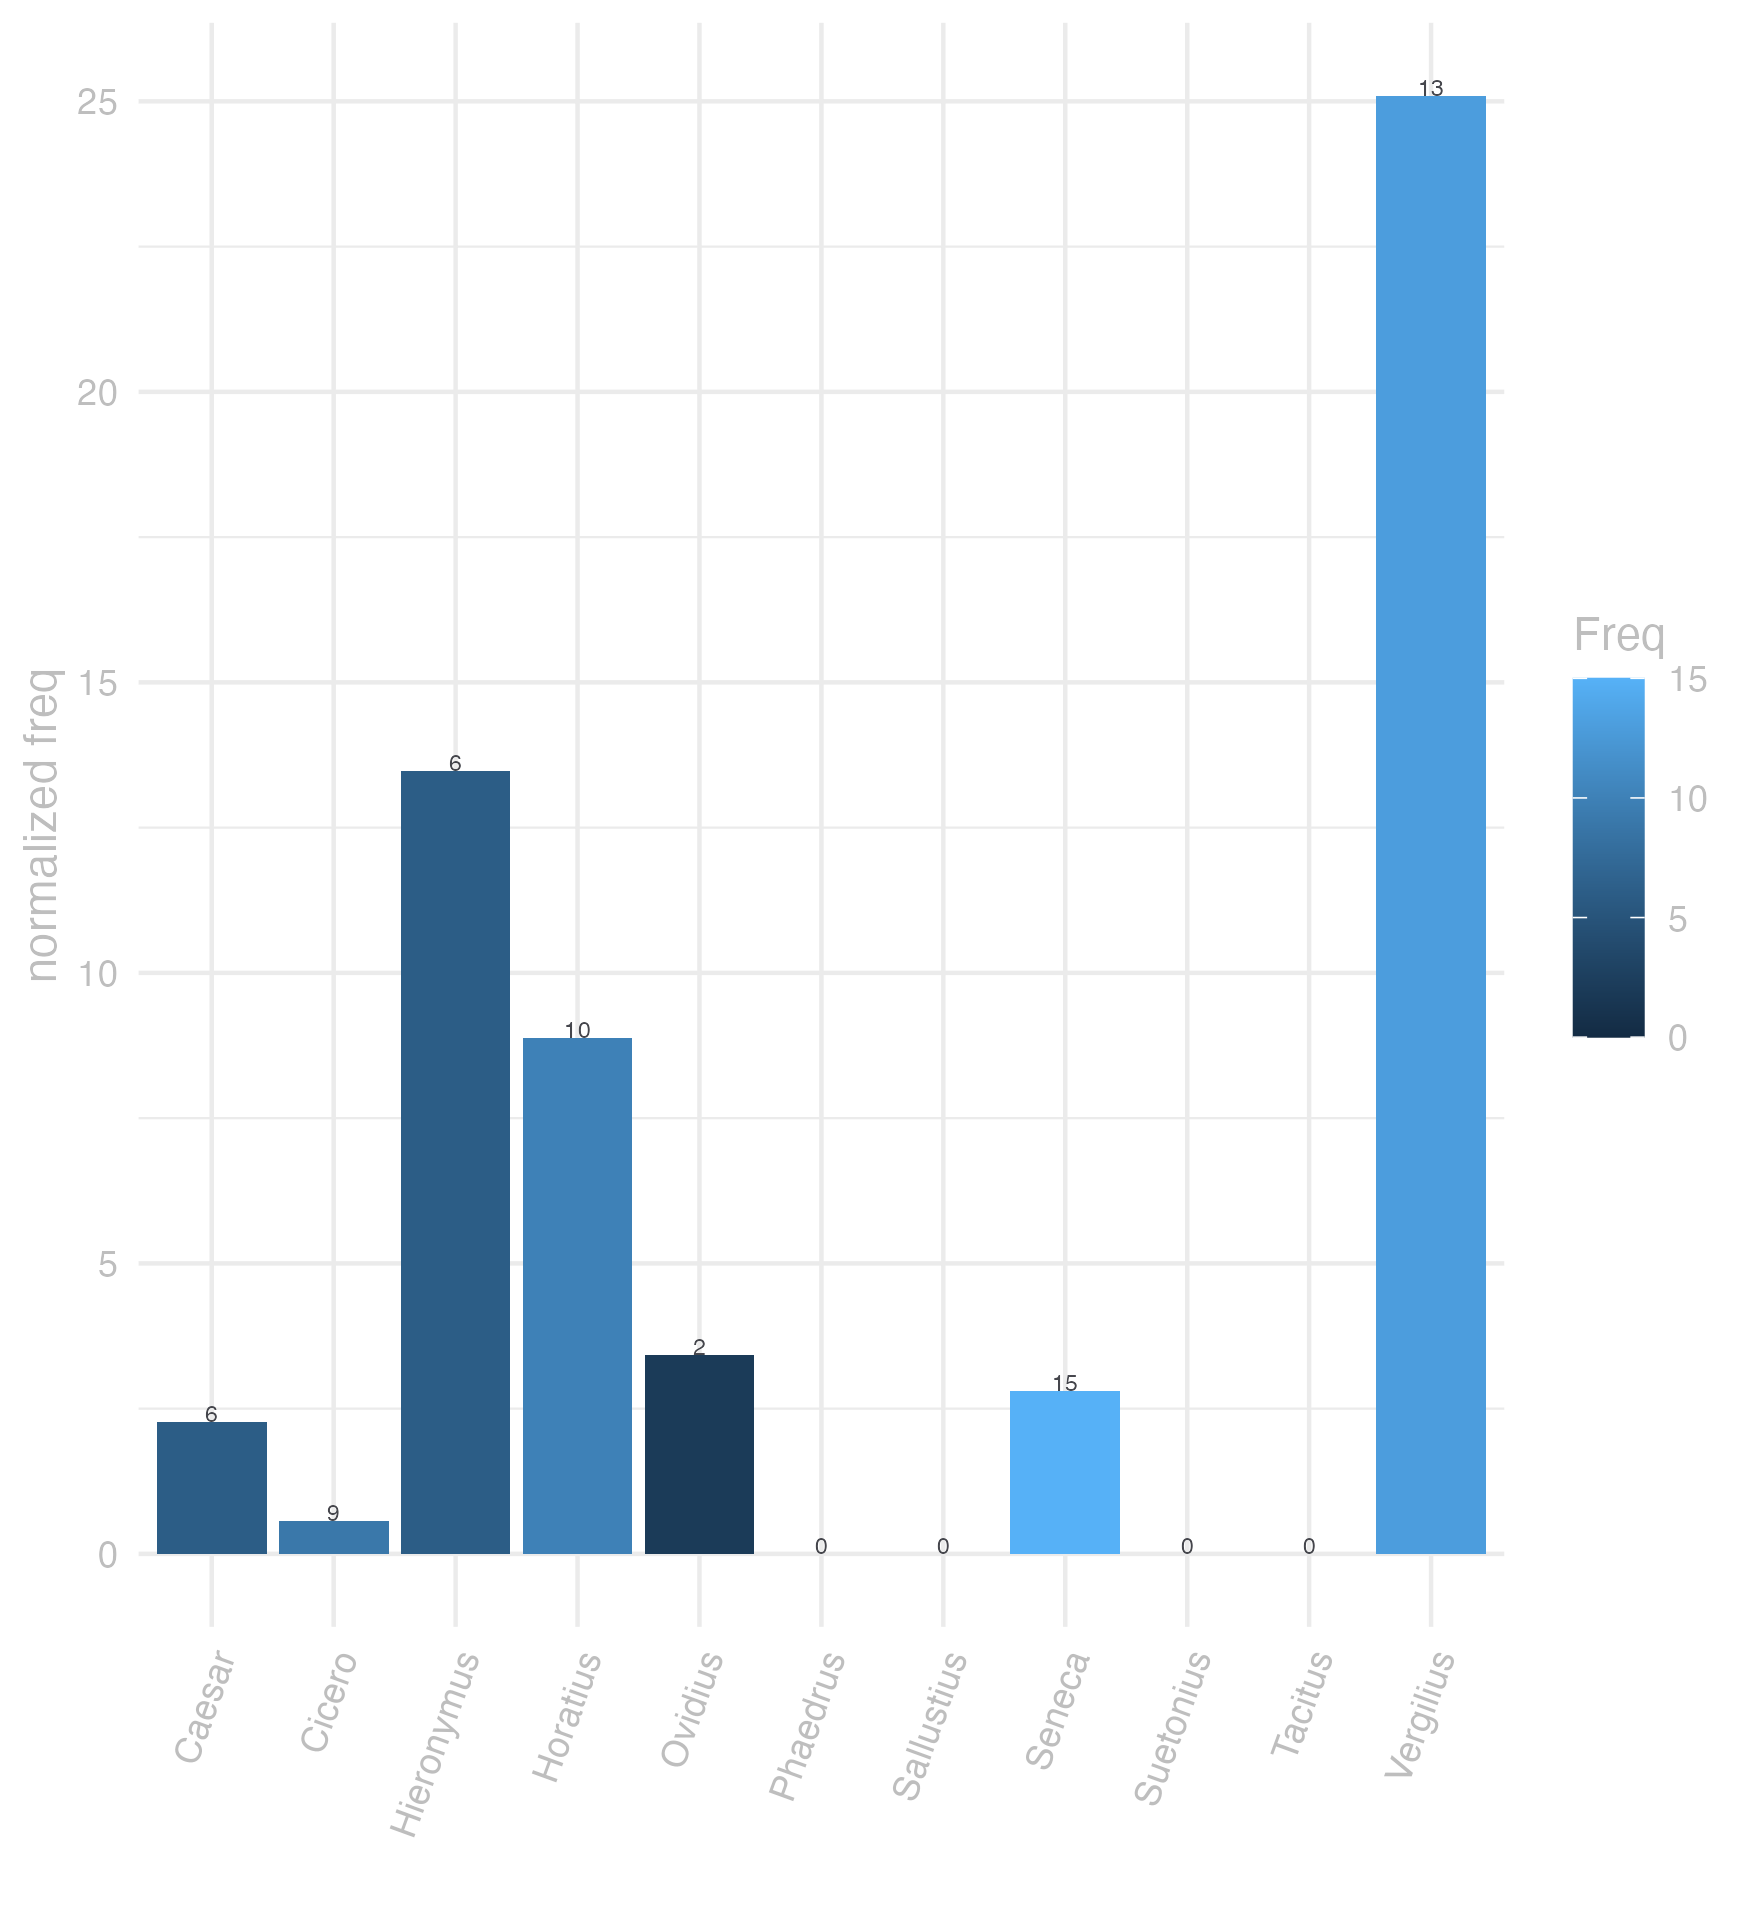 normalized freq
25
20
15
10
5
0
6
9
6
10
2
0
0
15
0
0
13
Caesar
Cicero
Hieronymus
Horatius
Ovidius
Phaedrus
Sallustius
Seneca
Suetonius
Tacitus
Vergilius
Freq
15
10
5
0